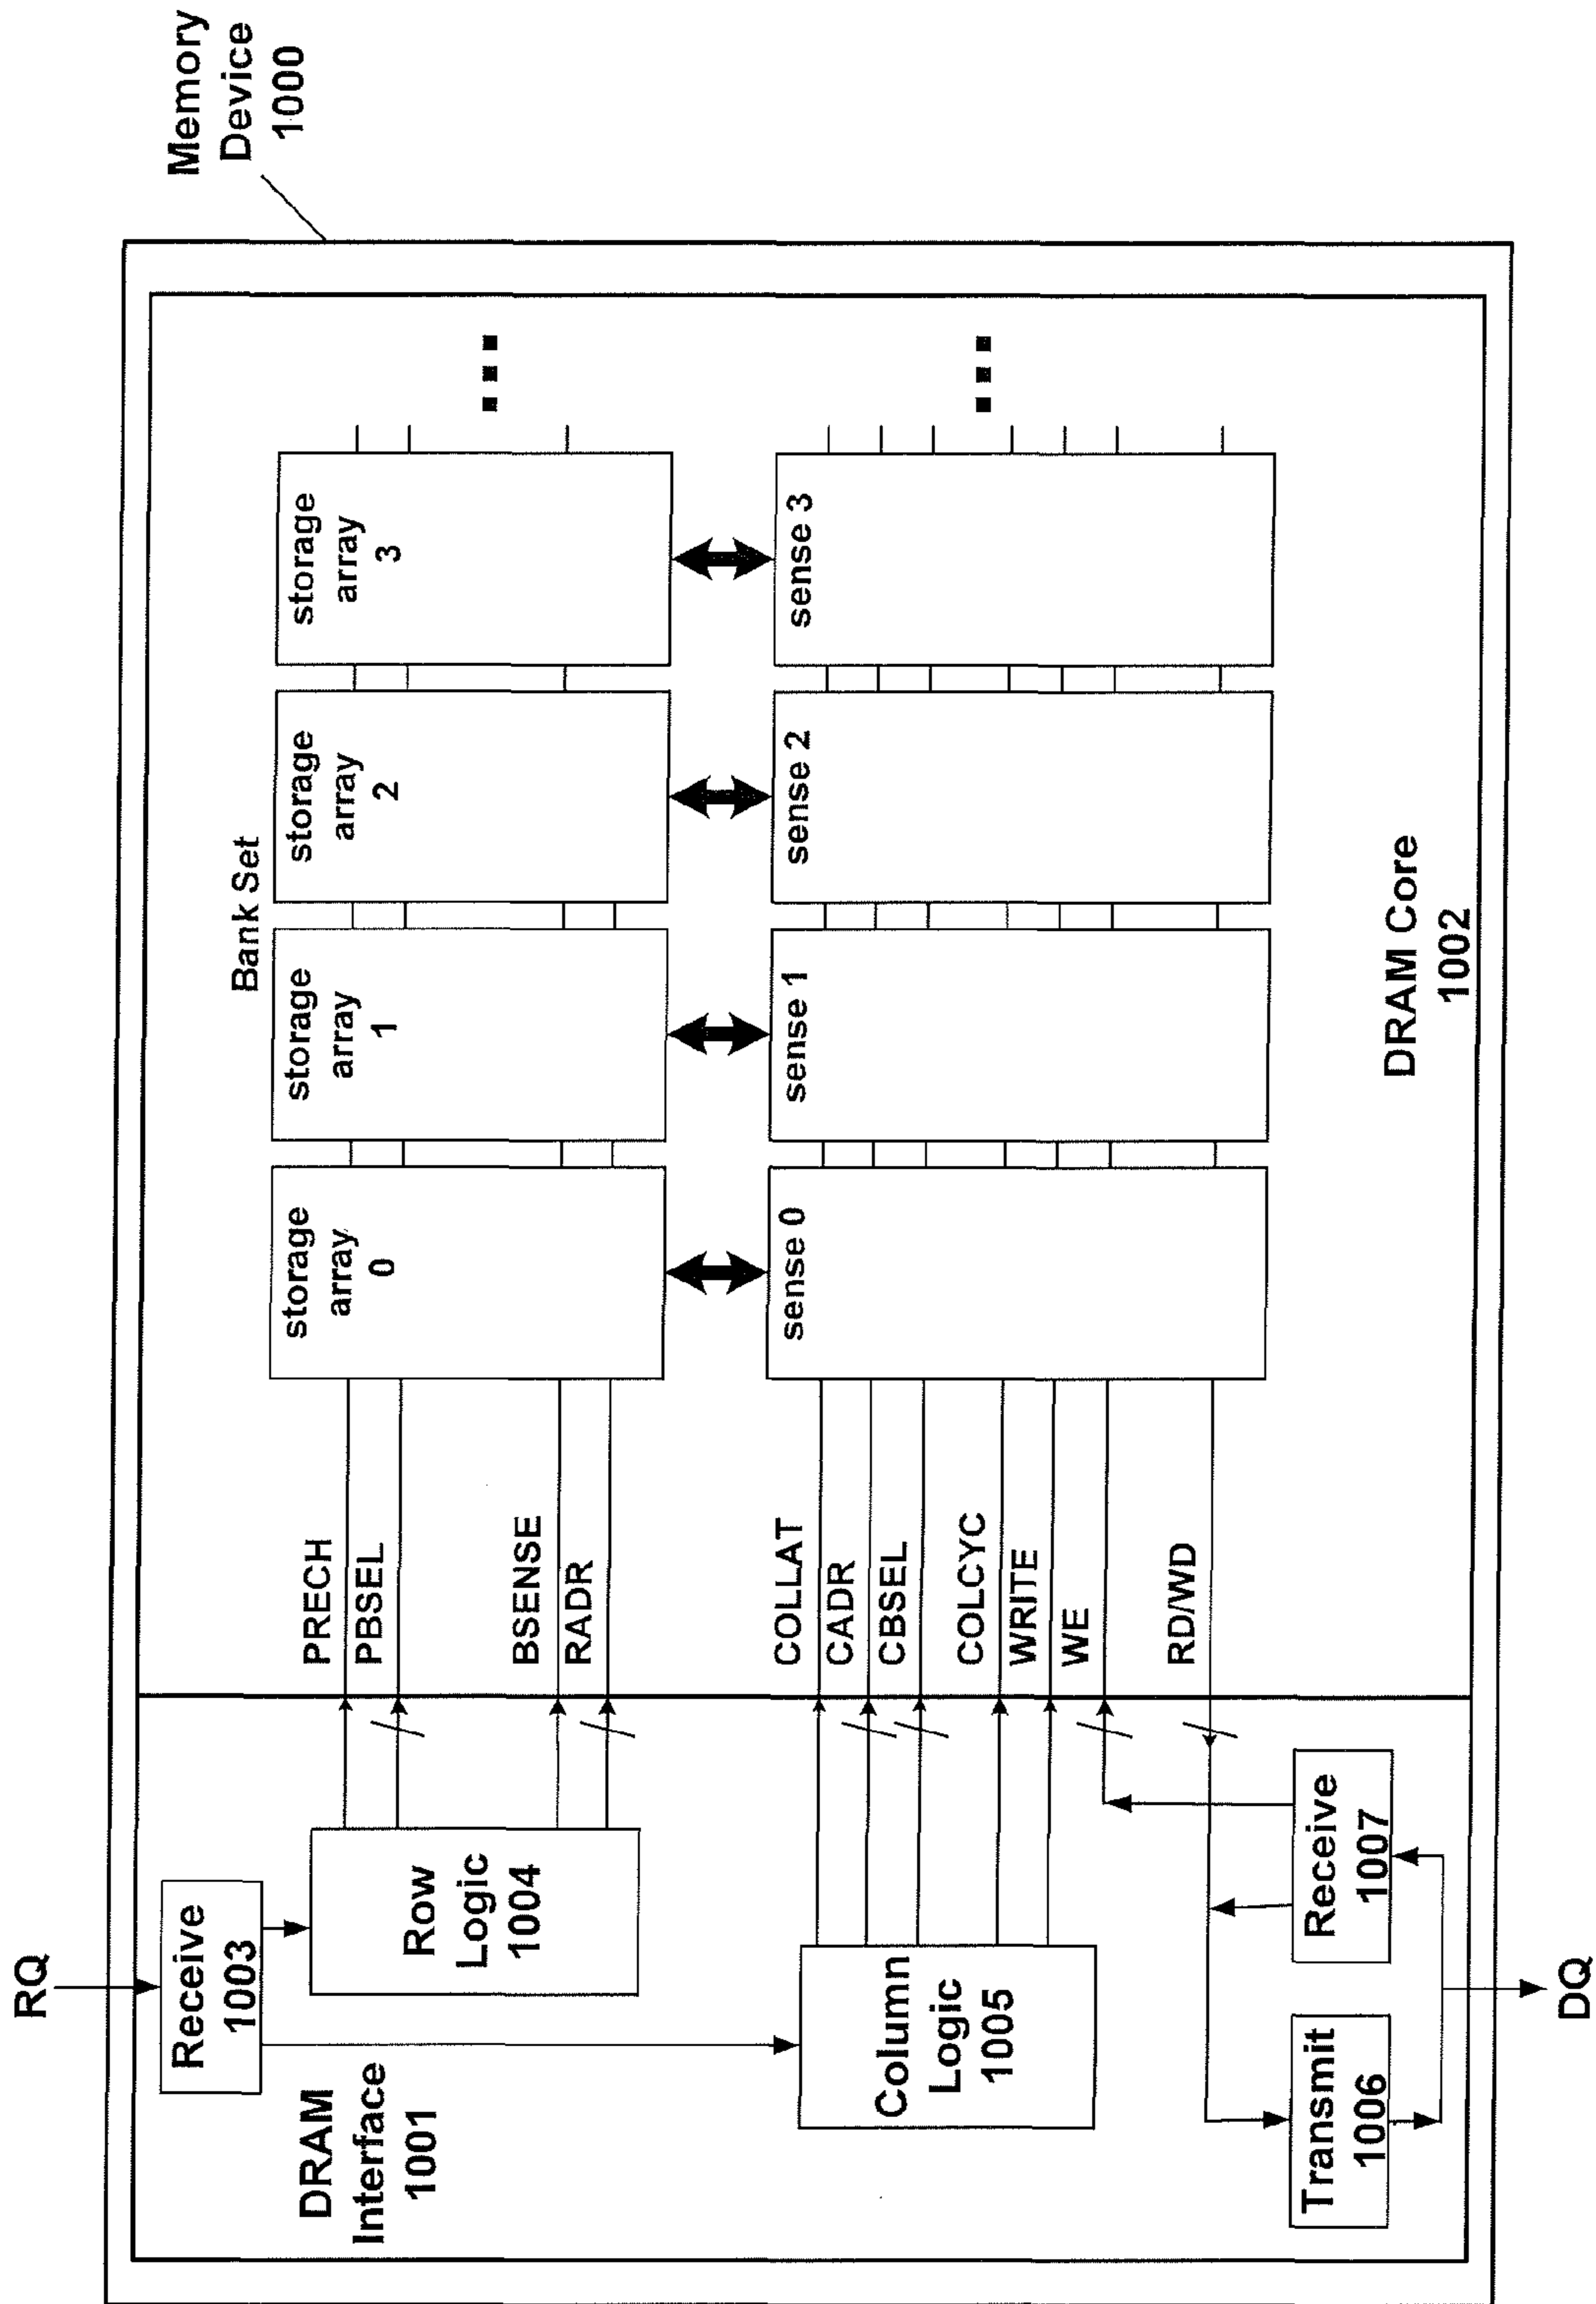 RQ
Memory
Device
1000
Receive
1003
DRAM
Interface
1001
Row
Logic
1004
Column
Logic
1005
Transmit
1006
Receive
1007
DQ
PRECH
PBSEL
BSENSE
RADR
COLLAT
CADR
CBSEL
COLCYC
WRITE
WE
RD/WD
Bank Set
storage
array
0
storage
array
1
storage
array
2
storage
array
3
sense 0
sense 1
sense 2
sense 3
DRAM Core
1002